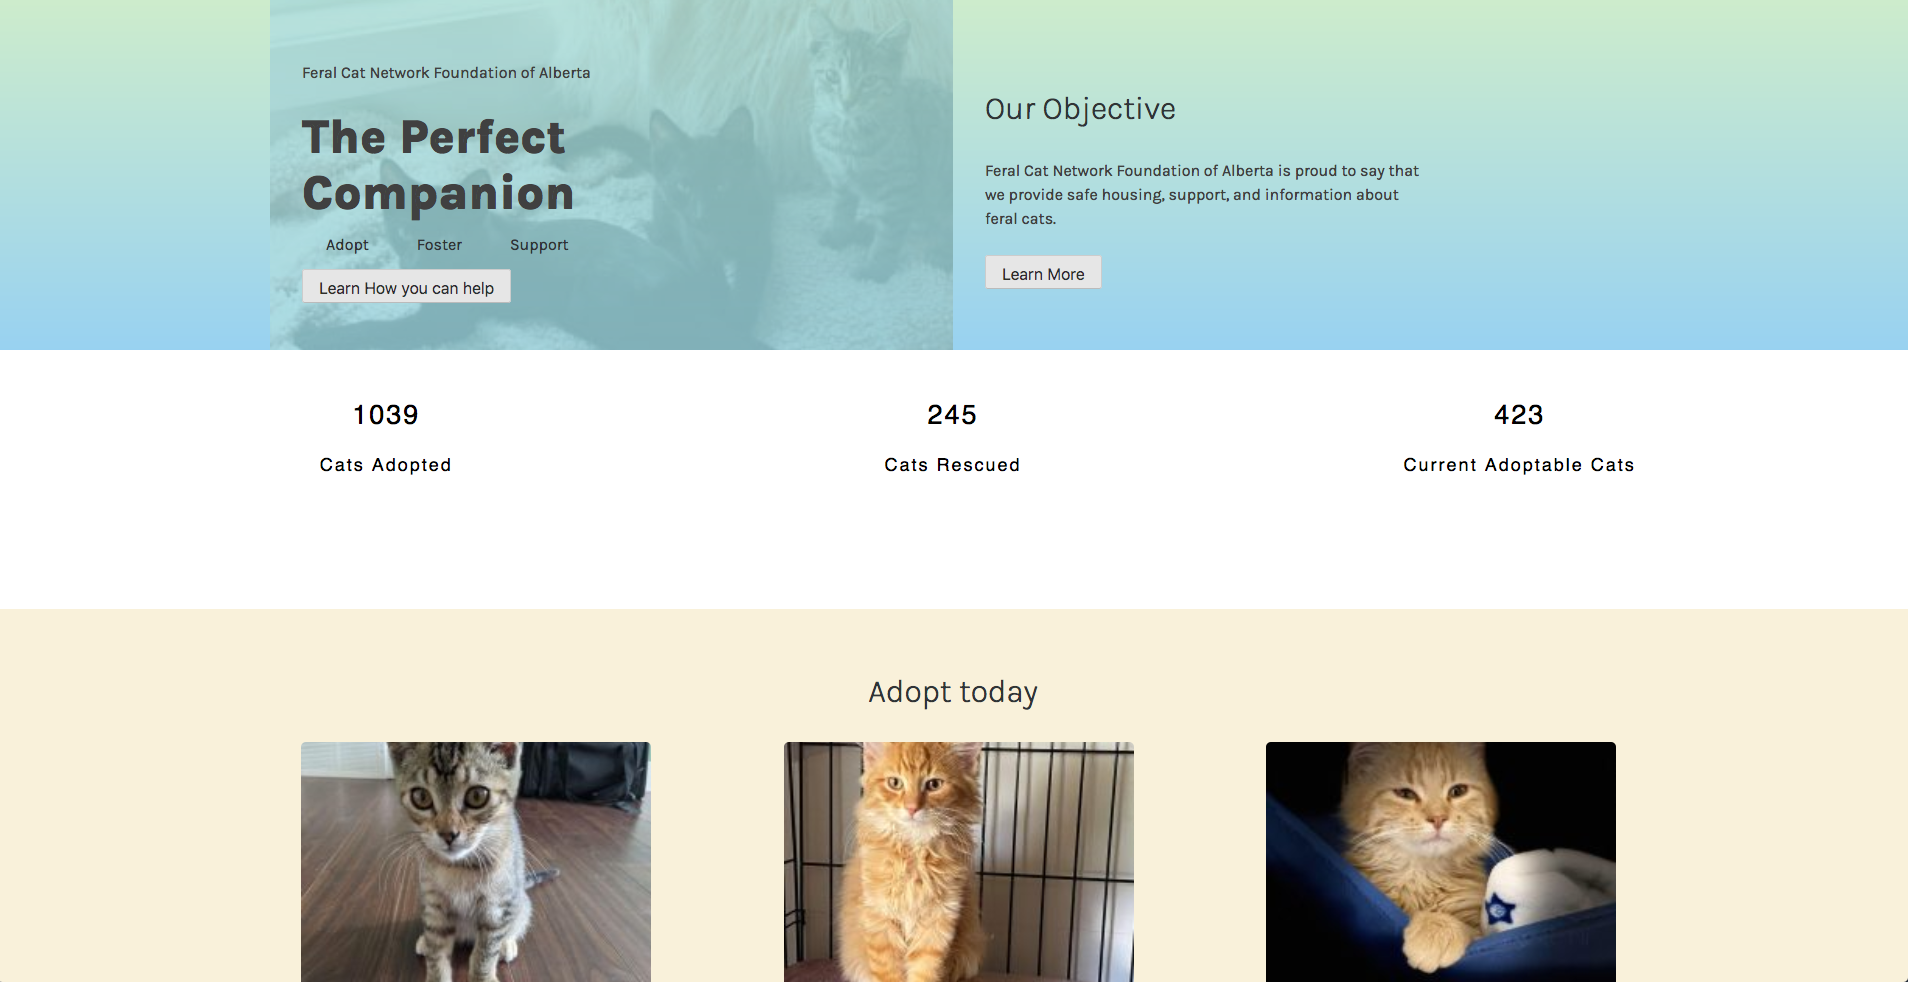 Feral Cat Network Foundation of Alberta
The Perfect
Companion
Adopt Foster Support
Learn How you can help
Our Objective
Feral Cat Network Foundation of Alberta is proud to say that
we provide safe housing, support, and information about
feral cats.
Learn More
1039
Cats Adopted
245
Cats Rescued
423
Current Adoptable Cats
Adopt today